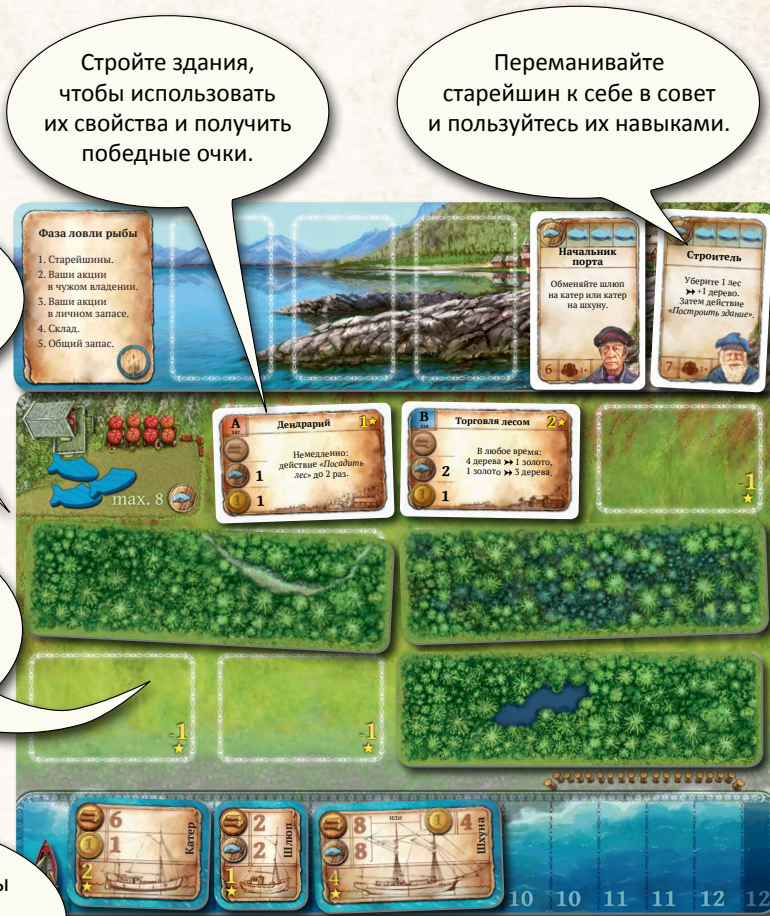 Стройте здания,
чтобы использовать
их свойства и получить
победные очки.
Переманивайте
старейшин к себе в совет
и пользуйтесь их навыками.
Фаза ловли рыбы
1. Старейшины.
2. Ваши акции
в чужом владении.
3. Ваши акции
в личном запасе.
4. Склад.
5. Общий запас.
Начальник
порта
Обменяйте шлюп
на катер или катер
на шхуну.
6 1+
Строитель
Уберите 1 лес
+1 дерево.
Затем действие
«Построить здание».
7 1+
max. 8
A
Дендрарий
1
Немедленно:
действие «Посадить
лес» до 2 раз.
1
1
B
Торговля лесом
2
В любое время:
4 дерева 1 золото,
1 золото 3 дерева.
2
1
-1
-1
-1
6
1
2
Катер
2
2
1
Шлюп
8 или 4
8
4
Шхуна
10 10 11 11 12 12
ы